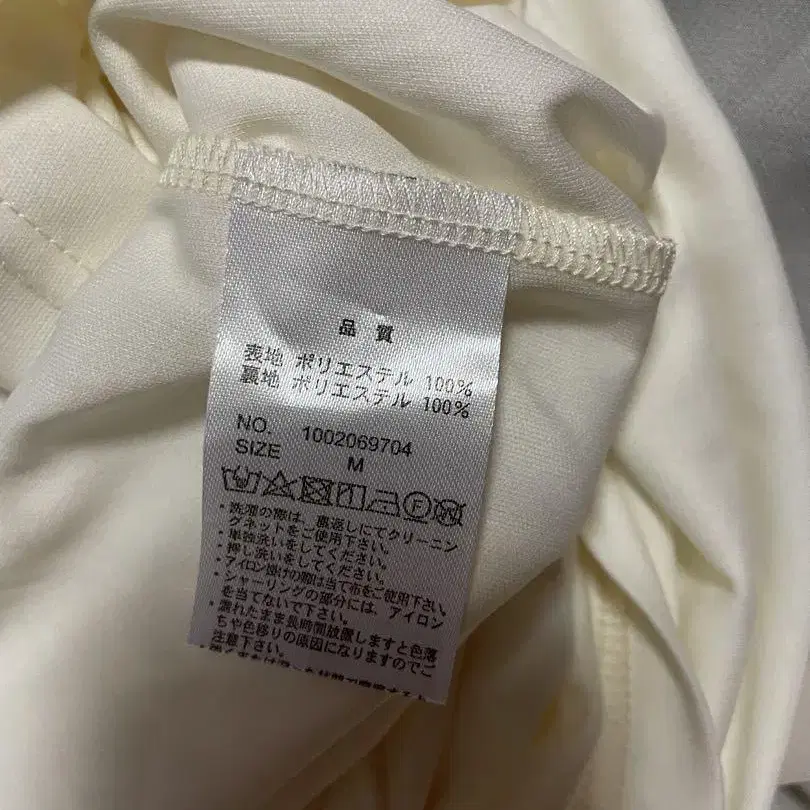 品質
表地 ポリエステル 100%
裏地 ポリエステル 100%
NO. 1002069704
SIZE M
F
・洗濯の際は、裏返しにてクリーニン
グネットをご使用下さい。
・単独洗いをしてください。
・押し洗いをしてください。
・アイロン掛けの際は当て布をご使用下さい。
・シャーリングの部分には、アイロン
を当てないで下さい。
・濡れたまま長時間放置しますと色落
ちや色移りの原因になりますのでご
注意下さい。